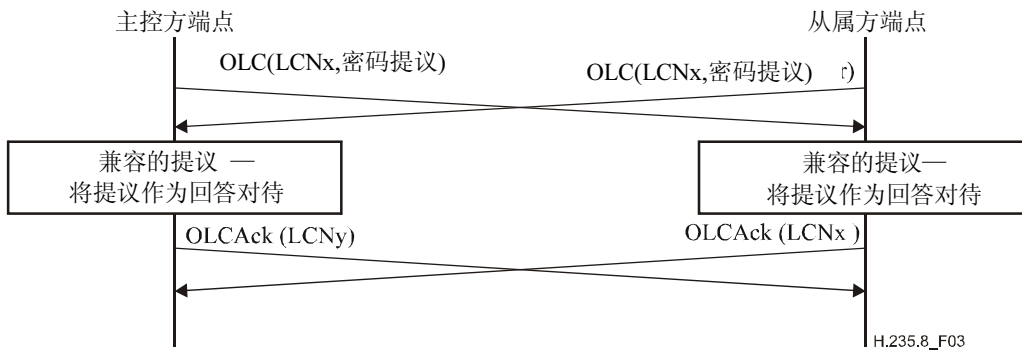 主控方端点
从属方端点
OLC(LCNx,密码提议)
OLC(LCNx,密码提议) r)
兼容的提议 —
将提议作为回答对待
兼容的提议—
将提议作为回答对待
OLCAck (LCNy)
OLCAck (LCNx )
H.235.8_F03